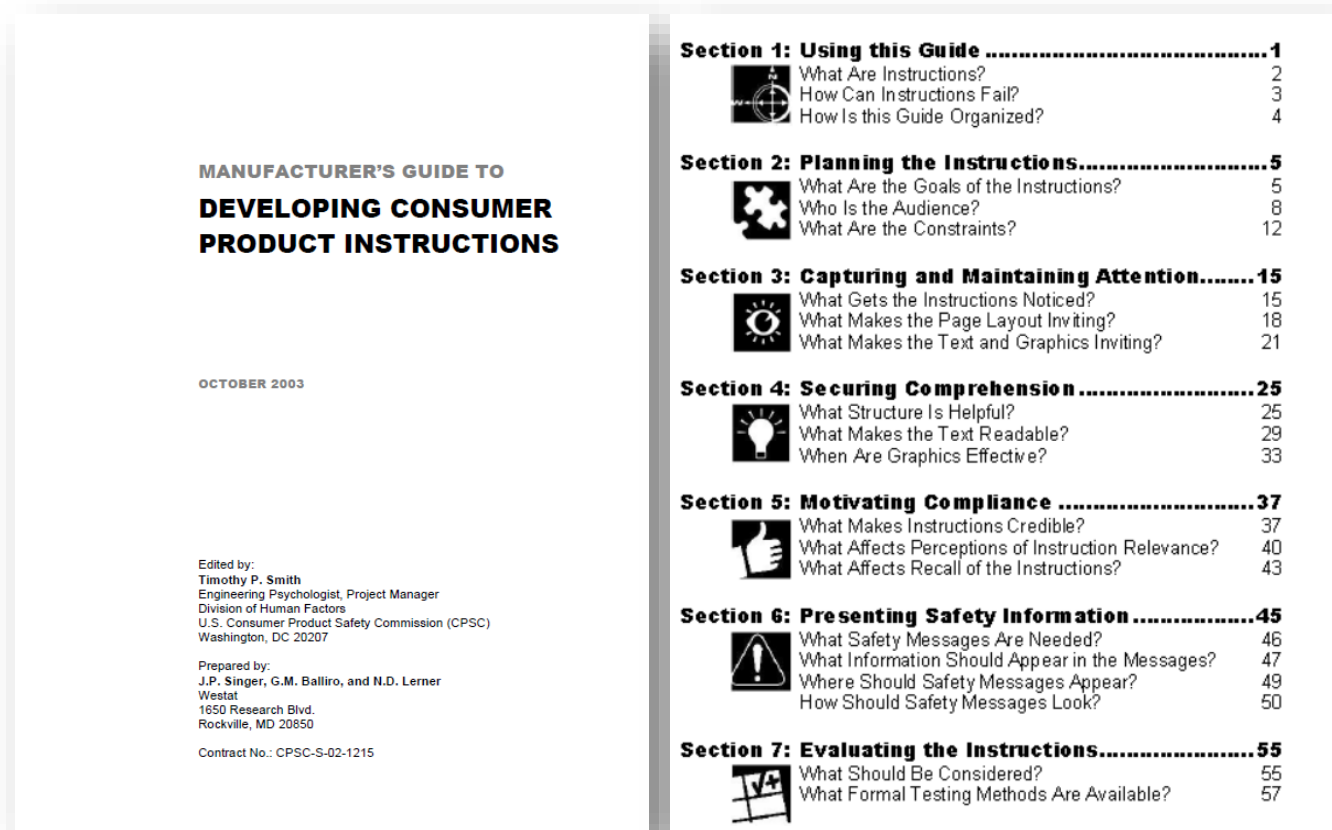 MANUFACTURER'S GUIDE TO
DEVELOPING CONSUMER
PRODUCT INSTRUCTIONS
OCTOBER 2003
Edited by:
Timothy P. Smith
Engineering Psychologist, Project Manager
Division of Human Factors
U.S. Consumer Product Safety Commission (CPSC)
Washington, DC 20207
Prepared by:
J.P. Singer, G.M. Balliro, and N.D. Lerner
Westat
1650 Research Blvd.
Rockville, MD 20850
Contract No.: CPSC-S-02-1215
Section 1: Using this Guide ..........................................1
What Are Instructions? 2
How Can Instructions Fail? 3
How Is this Guide Organized? 4
N
W
Section 2: Planning the Instructions............................5
What Are the Goals of the Instructions? 5
Who Is the Audience? 8
What Are the Constraints? 12
Section 3: Capturing and Maintaining Attention........15
What Gets the Instructions Noticed? 15
What Makes the Page Layout Inviting? 18
What Makes the Text and Graphics Inviting? 21
Section 4: Securing Comprehension..........................25
What Structure Is Helpful? 25
What Makes the Text Readable? 29
When Are Graphics Effective? 33
Section 5: Motivating Compliance ............................37
What Makes Instructions Credible? 37
What Affects Perceptions of Instruction Relevance? 40
What Affects Recall of the Instructions? 43
Section 6: Presenting Safety Information..................45
What Safety Messages Are Needed? 46
What Information Should Appear in the Messages? 47
Where Should Safety Messages Appear? 49
How Should Safety Messages Look? 50
Section 7: Evaluating the Instructions.......................55
What Should Be Considered? 55
What Formal Testing Methods Are Available? 57